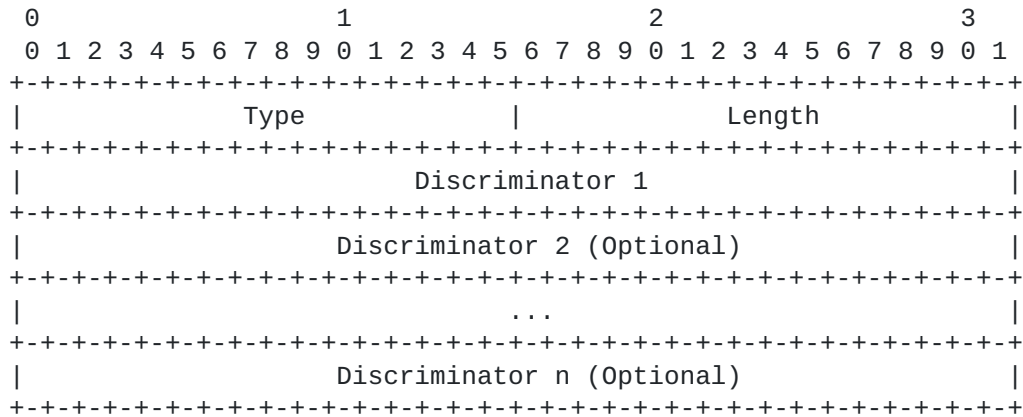 0                   1                   2                   3
0 1 2 3 4 5 6 7 8 9 0 1 2 3 4 5 6 7 8 9 0 1 2 3 4 5 6 7 8 9 0 1
+-+-+-+-+-+-+-+-+-+-+-+-+-+-+-+-+-+-+-+-+-+-+-+-+-+-+-+-+-+-+-+-+
|              Type             |             Length            |
+-+-+-+-+-+-+-+-+-+-+-+-+-+-+-+-+-+-+-+-+-+-+-+-+-+-+-+-+-+-+-+-+
|                         Discriminator 1                       |
+-+-+-+-+-+-+-+-+-+-+-+-+-+-+-+-+-+-+-+-+-+-+-+-+-+-+-+-+-+-+-+-+
|                    Discriminator 2 (Optional)                 |
+-+-+-+-+-+-+-+-+-+-+-+-+-+-+-+-+-+-+-+-+-+-+-+-+-+-+-+-+-+-+-+-+
|                               ...                             |
+-+-+-+-+-+-+-+-+-+-+-+-+-+-+-+-+-+-+-+-+-+-+-+-+-+-+-+-+-+-+-+-+
|                    Discriminator n (Optional)                 |
+-+-+-+-+-+-+-+-+-+-+-+-+-+-+-+-+-+-+-+-+-+-+-+-+-+-+-+-+-+-+-+-+